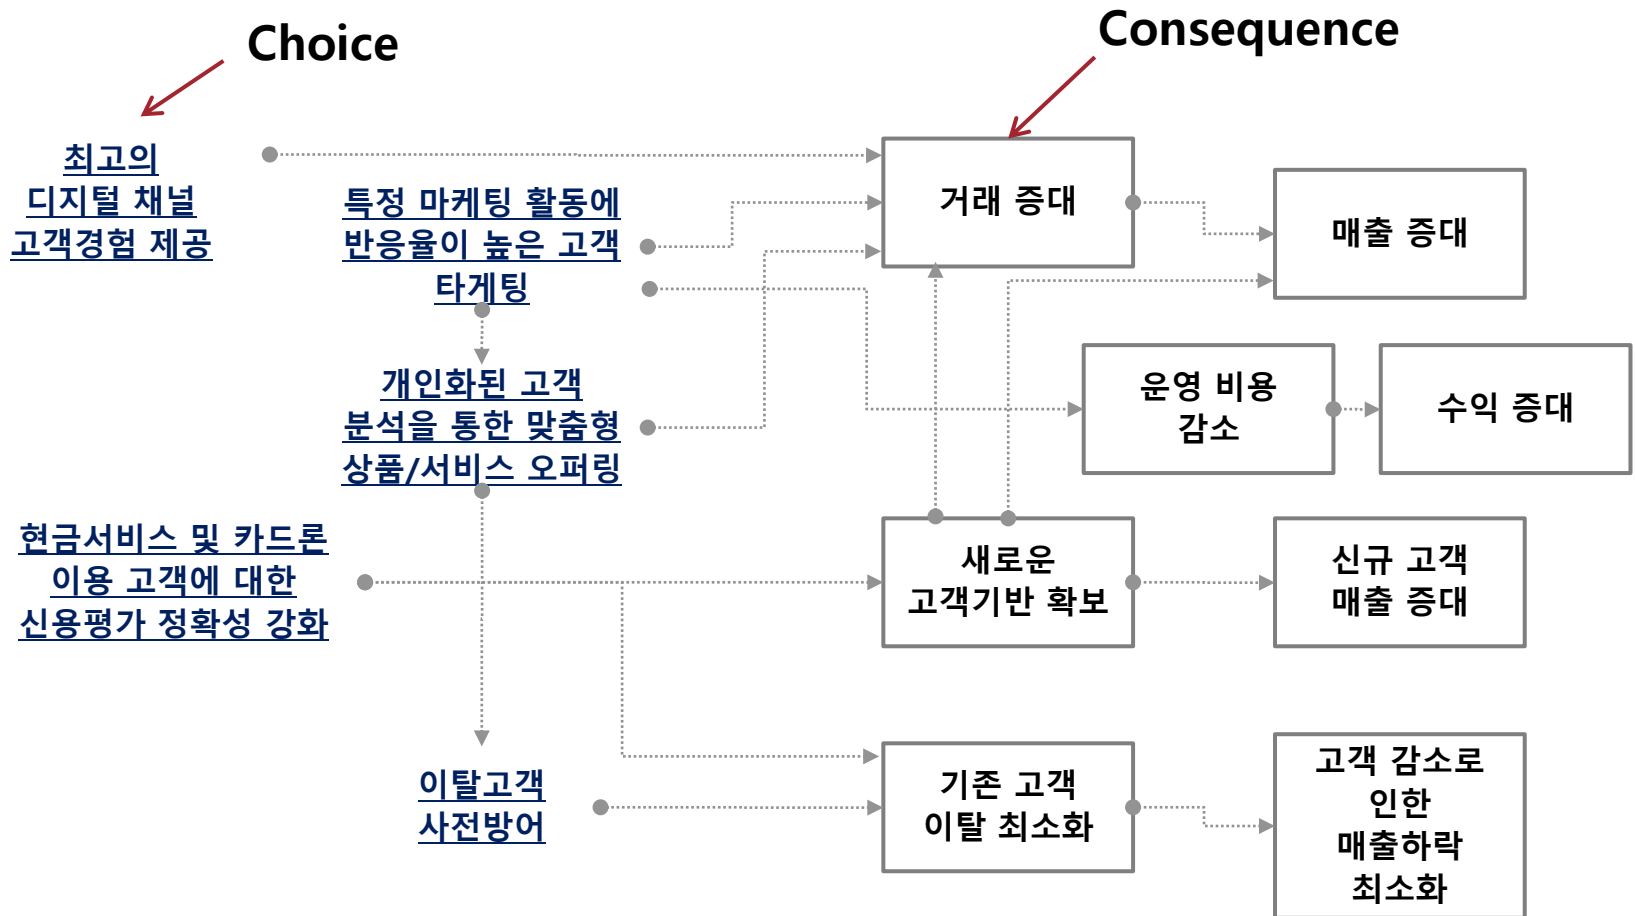 Choice
Consequence
최고의
디지털 채널
고객경험 제공
특정 마케팅 활동에
반응율이 높은 고객
타게팅
거래 증대
매출 증대
개인화된 고객
분석을 통한 맞춤형
상품/서비스 오퍼링
운영 비용
감소
수익 증대
현금서비스 및 카드론
이용 고객에 대한
신용평가 정확성 강화
새로운
고객기반 확보
신규 고객
매출 증대
이탈고객
사전방어
기존 고객
이탈 최소화
고객 감소로
인한
매출하락
최소화